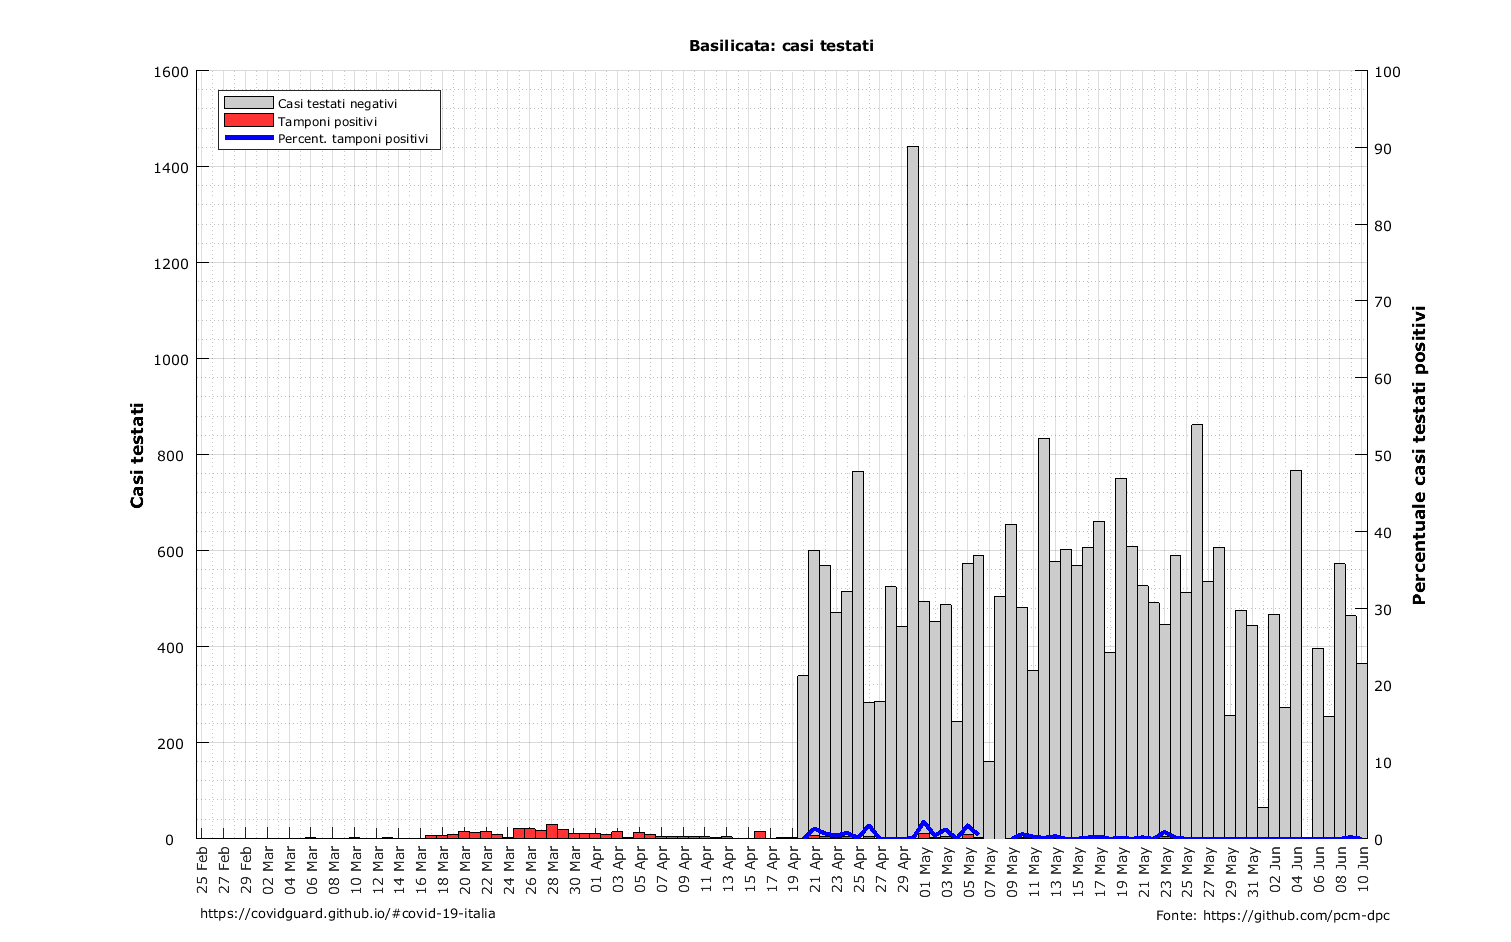 Basilicata: casi testati
Casi testati negativi
Tamponi positivi
Percent. tamponi positivi
Casi testati
1600
1400
1200
1000
800
600
400
200
0
100
90
80
70
60
50
40
30
20
10
0
Percentuale casi testati positivi
25 Feb
27 Feb
29 Feb
02 Mar
04 Mar
06 Mar
08 Mar
10 Mar
12 Mar
14 Mar
16 Mar
18 Mar
20 Mar
22 Mar
24 Mar
26 Mar
28 Mar
30 Mar
01 Apr
03 Apr
05 Apr
07 Apr
09 Apr
11 Apr
13 Apr
15 Apr
17 Apr
19 Apr
21 Apr
23 Apr
25 Apr
27 Apr
29 Apr
01 May
03 May
05 May
07 May
09 May
11 May
13 May
15 May
17 May
19 May
21 May
23 May
25 May
27 May
29 May
31 May
02 Jun
04 Jun
06 Jun
08 Jun
10 Jun
https://covidguard.github.io/#covid-19-italia
Fonte: https://github.com/pcm-dpc